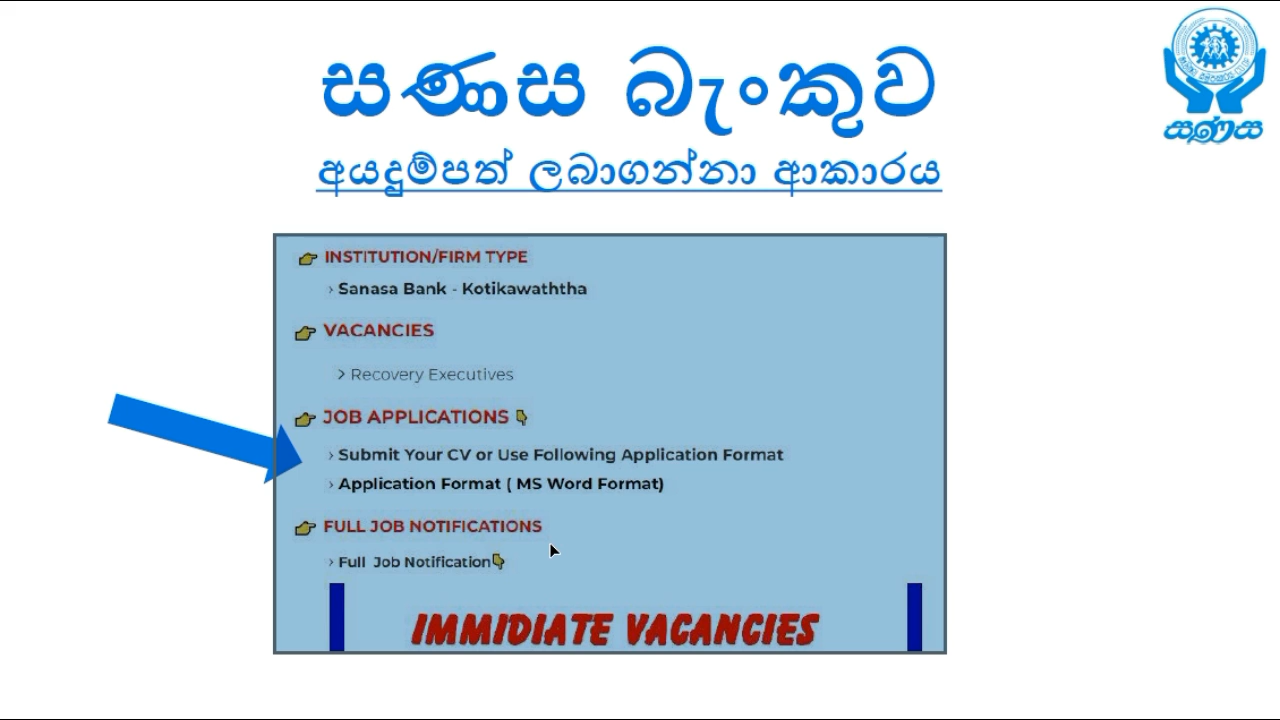 සණස බැංකුව
අයදුම්පත් ලබාගන්නා ආකාරය
සණස
INSTITUTION/FIRM TYPE
› Sanasa Bank - Kotikawaththa
VACANCIES
> Recovery Executives
JOB APPLICATIONS
› Submit Your CV or Use Following Application Format
› Application Format ( MS Word Format)
FULL JOB NOTIFICATIONS
› Full Job Notification
IMMIDIATE VACANCIES